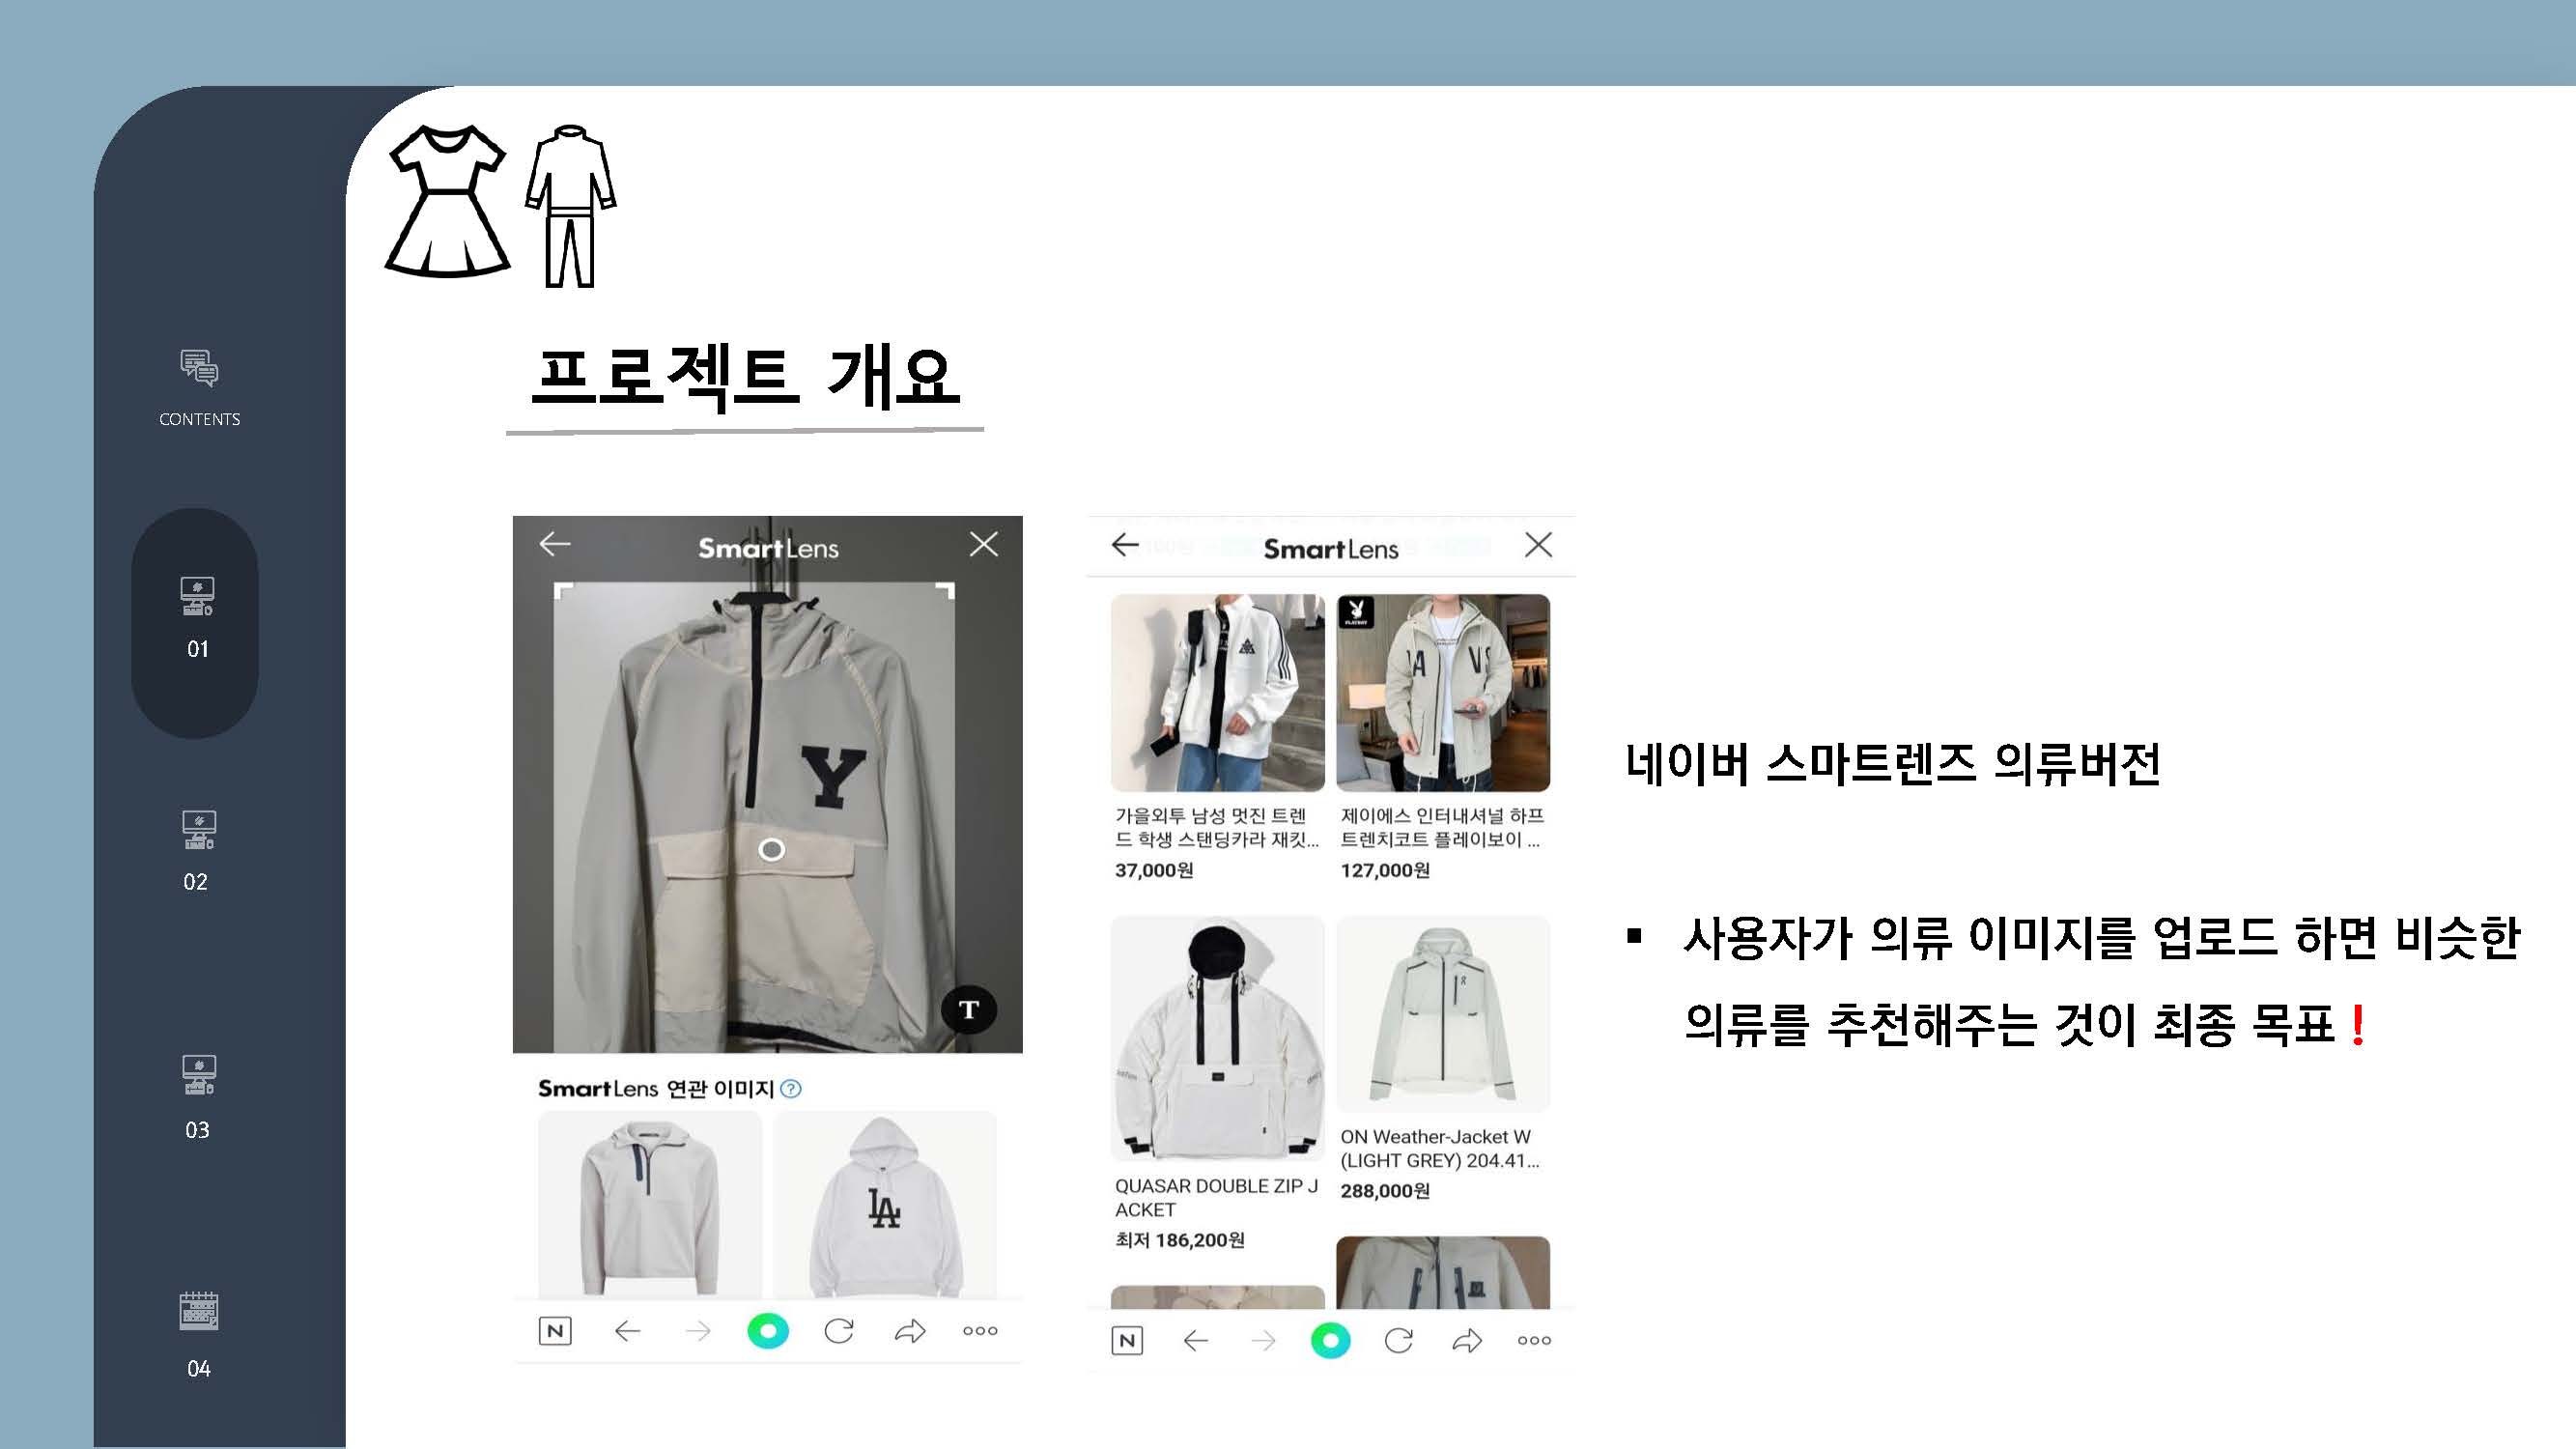 CONTENTS
01
02
03
04
프로젝트 개요
SmartLens
Y
T
SmartLens 연관 이미지 ?
LA
N
SmartLens
PLAYBOY
가을외투 남성 멋진 트렌
드 학생 스탠딩카라 재킷...
37,000원
제이에스 인터내셔널 하프
트렌치코트 플레이보이 ...
127,000원
QUASAR DOUBLE ZIP J
ACKET
최저 186,200원
ON Weather-Jacket W
(LIGHT GREY) 204.41...
288,000원
N
네이버 스마트렌즈 의류버전
▪ 사용자가 의류 이미지를 업로드 하면 비슷한
의류를 추천해주는 것이 최종 목표 !